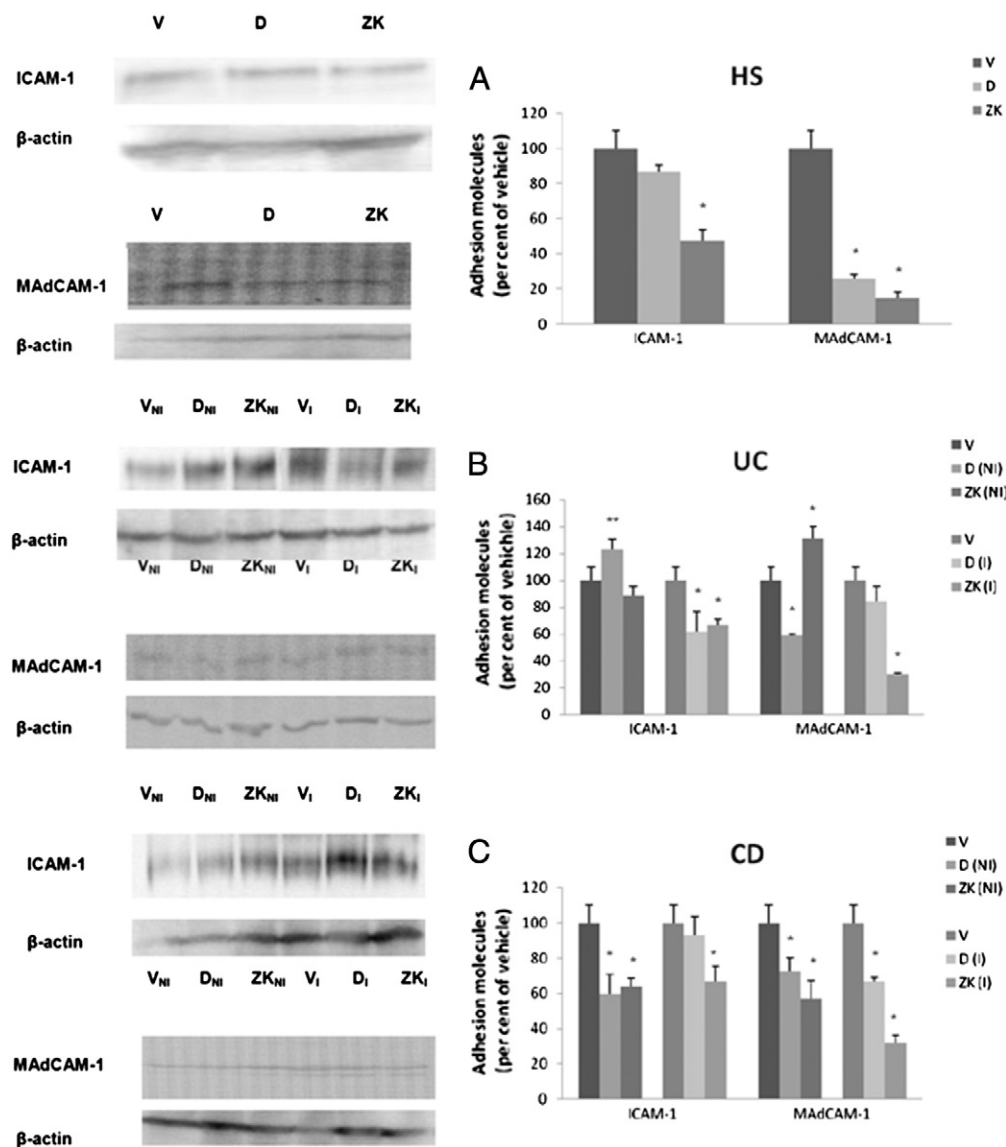 V D ZK
ICAM-1
β-actin
V D ZK
MAdCAM-1
β-actin
V_NI D_NI ZK_NI V_I D_I ZK_I
ICAM-1
β-actin
V_NI D_NI ZK_NI V_I D_I ZK_I
MAdCAM-1
β-actin
V_NI D_NI ZK_NI V_I D_I ZK_I
ICAM-1
β-actin
V_NI D_NI ZK_NI V_I D_I ZK_I
MAdCAM-1
β-actin
A
HS
V
D
ZK
Adhesion molecules
(per cent of vehicle)
120
100
80
60
40
20
0
*
*
*
ICAM-1 MAdCAM-1
B
UC
V
D (NI)
ZK (NI)
V
D (I)
ZK (I)
Adhesion molecules
(per cent of vehichle)
160
140
120
100
80
60
40
20
0
**
*
*
*
*
*
ICAM-1 MAdCAM-1
C
CD
V
D (NI)
ZK (NI)
V
D (I)
ZK (I)
Adhesion molecules
(per cent of vehicle)
120
100
80
60
40
20
0
*
*
*
*
*
*
*
ICAM-1 MAdCAM-1